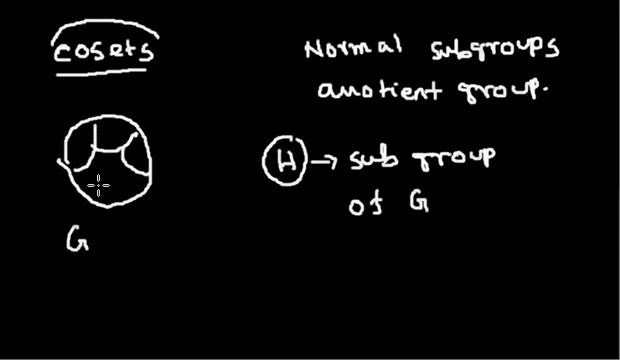 cosets
Normal subgroups
quotient group.
H → sub group
of G
G